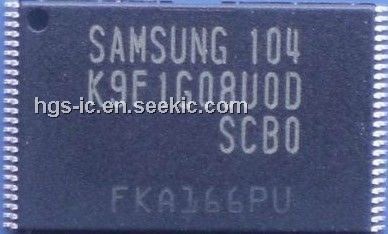 SAMSUNG 104
K9F1G08U0D
hgs-ic.en.seekic.com
SCB0
FKA166PU